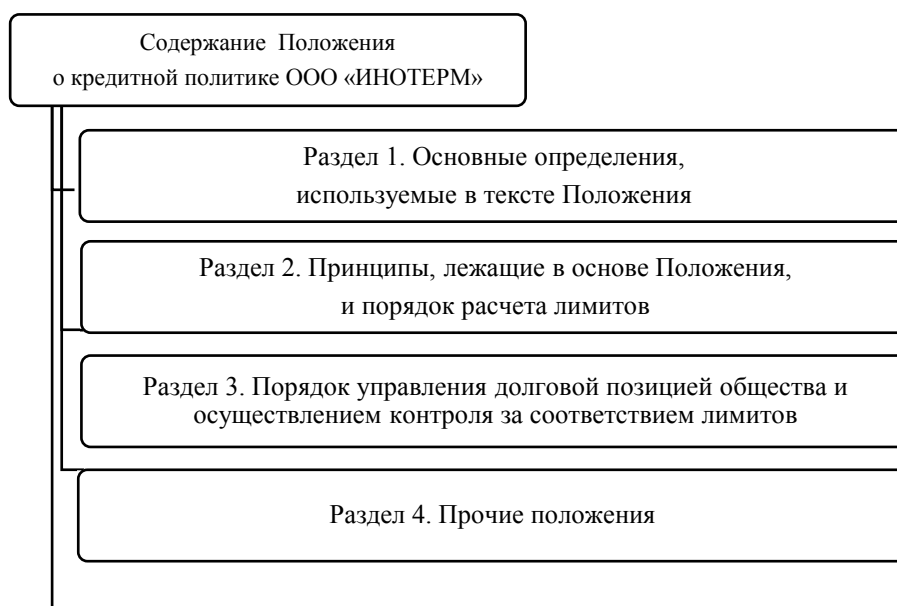 Содержание Положения
о кредитной политике ООО «ИНОТЕРМ»
Раздел 1. Основные определения,
используемые в тексте Положения
Раздел 2. Принципы, лежащие в основе Положения,
и порядок расчета лимитов
Раздел 3. Порядок управления долговой позицией общества и
осуществлением контроля за соответствием лимитов
Раздел 4. Прочие положения